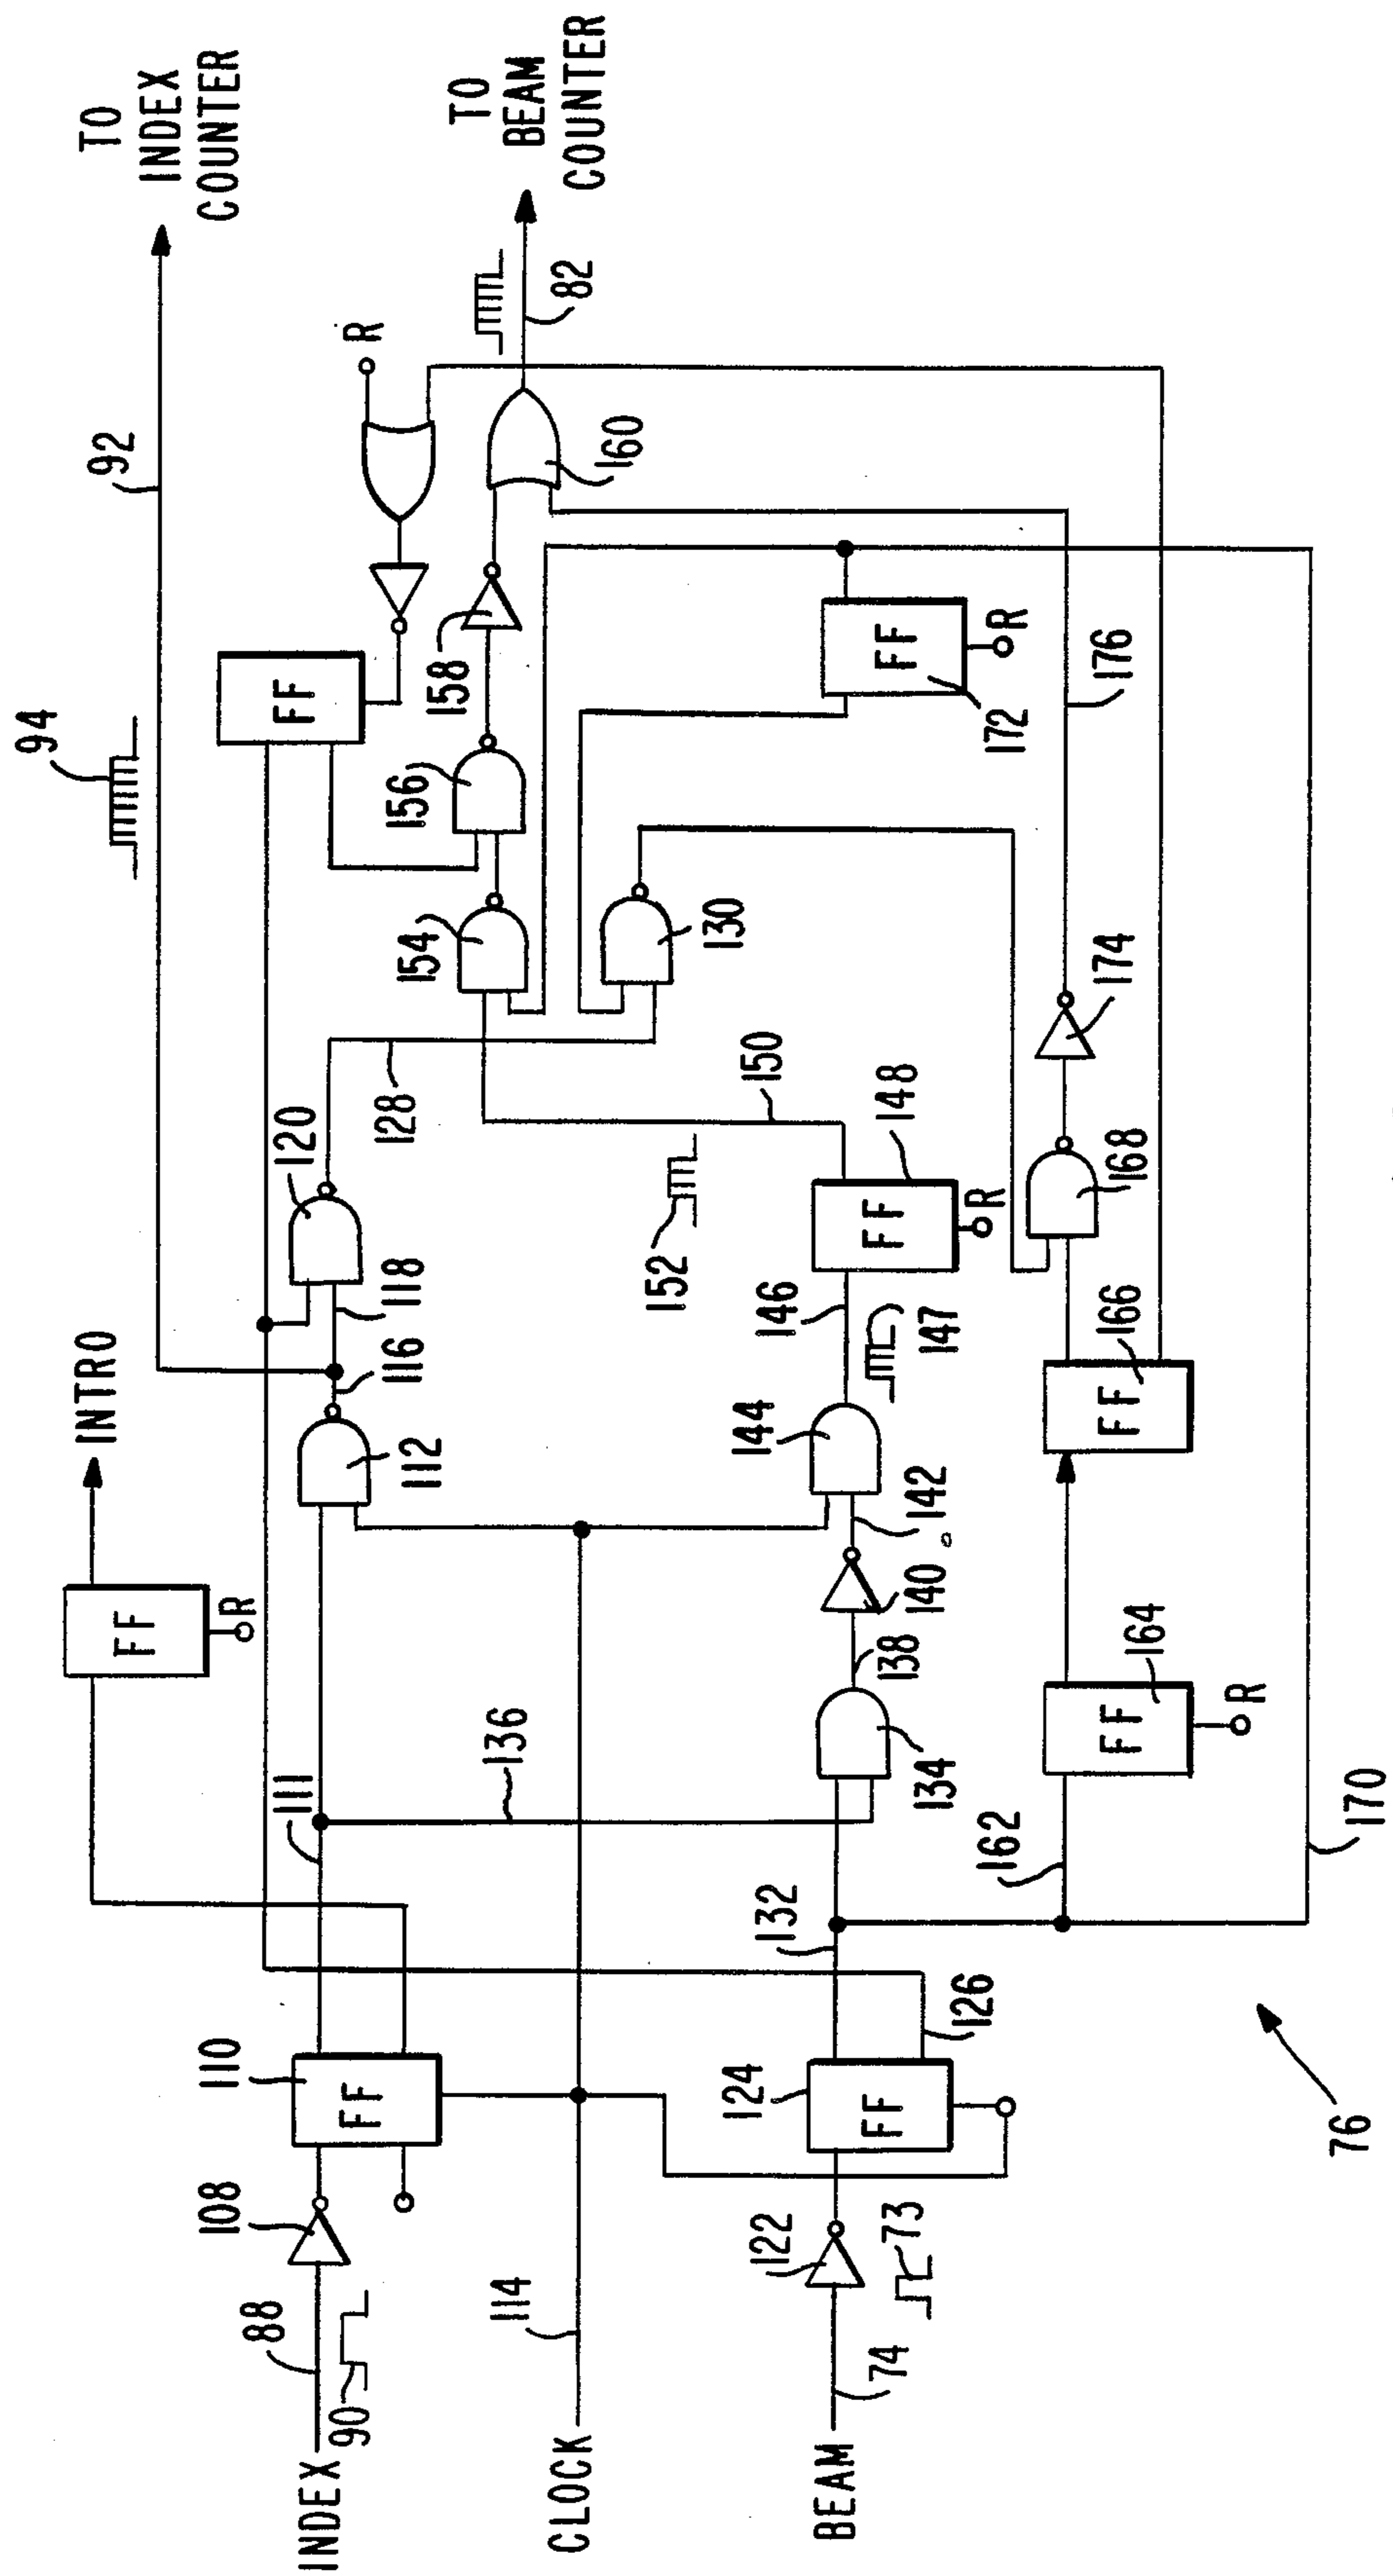 94
92
TO
INDEX
COUNTER
INTRO
FF
R
FF
R
TO
BEAM
COUNTER
82
160
158
156
154
130
128
120
118
116
112
111
110
FF
108
88
90
INDEX
136
150
152
148
FF
R
146
147
144
142
140
138
134
FF
172
R
176
174
168
166
FF
164
FF
R
162
170
132
126
124
FF
122
73
74
BEAM
114
CLOCK
76